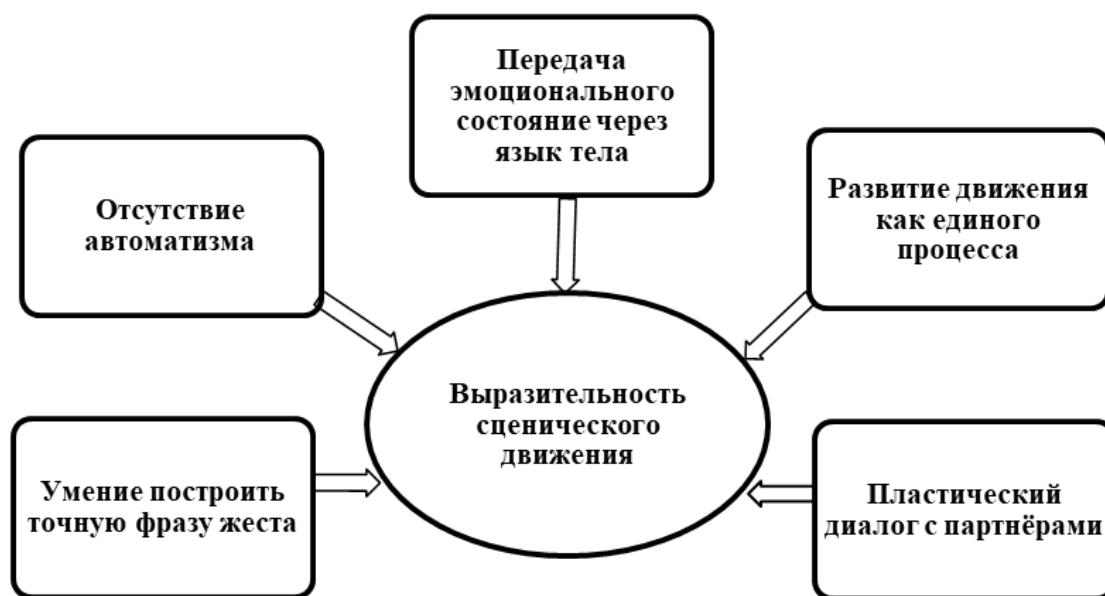 Передача
эмоционального
состояние через
язык тела
Отсутствие
автоматизма
Развитие движения
как единого
процесса
Выразительность
сценического
движения
Умение построить
точную фразу жеста
Пластический
диалог с партнёрами